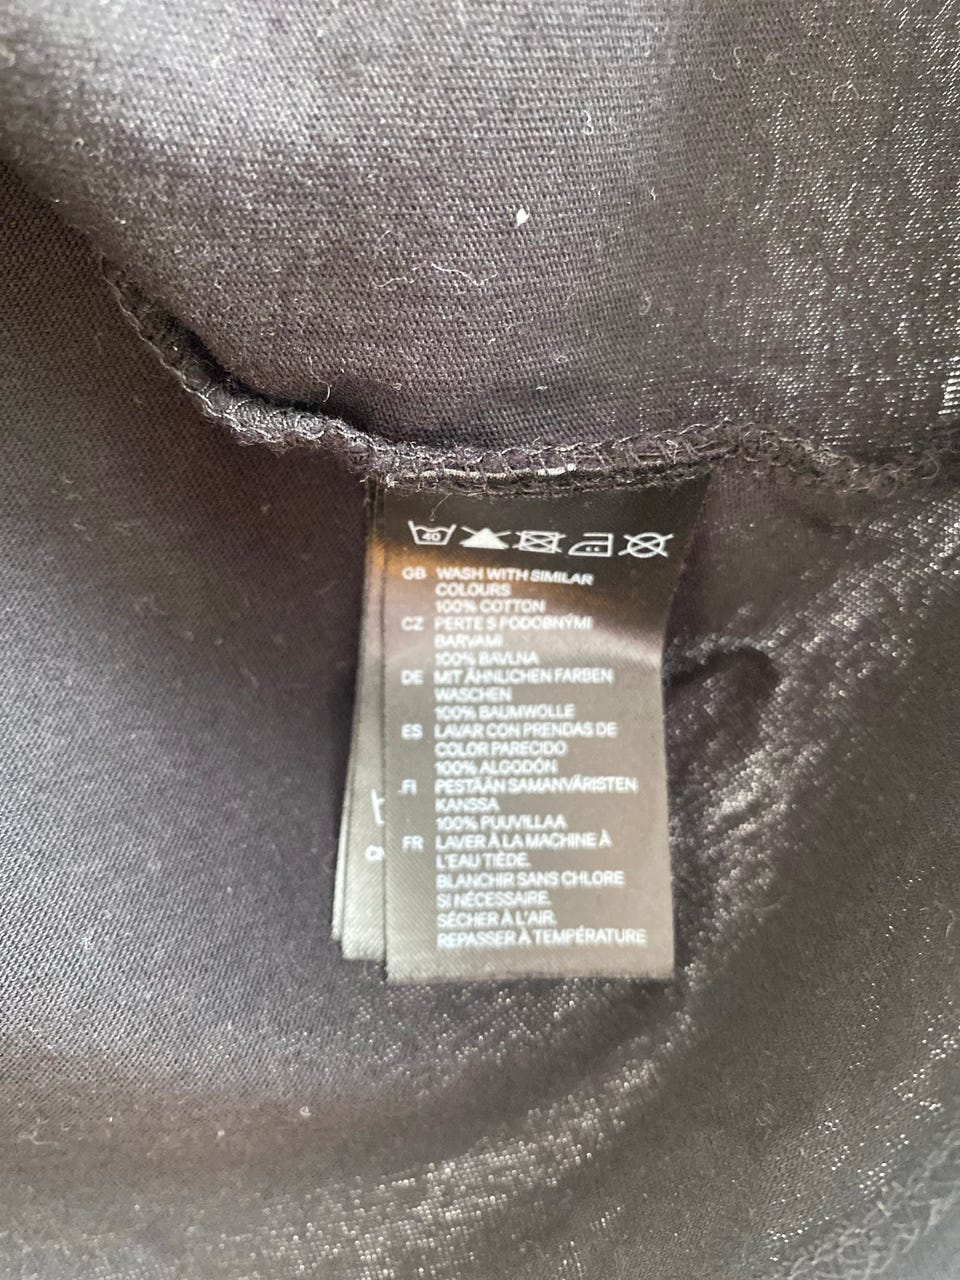 40
GB WASH WITH SIMILAR
COLOURS
100% COTTON
CZ PERTE S PODOBNÝMI
BARVAMI
100% BAVLNA
DE MIT ÄHNLICHEN FARBEN
WASCHEN
100% BAUMWOLLE
ES LAVAR CON PRENDAS DE
COLOR PARECIDO
100% ALGODÓN
FI PESTÄÄN SAMANVÄRISTEN
KANSSA
100% PUUVILLAA
FR LAVER À LA MACHINE À
L'EAU TIÈDE.
BLANCHIR SANS CHLORE
SI NÉCESSAIRE.
SÉCHER À L'AIR.
REPASSER À TEMPÉRATURE